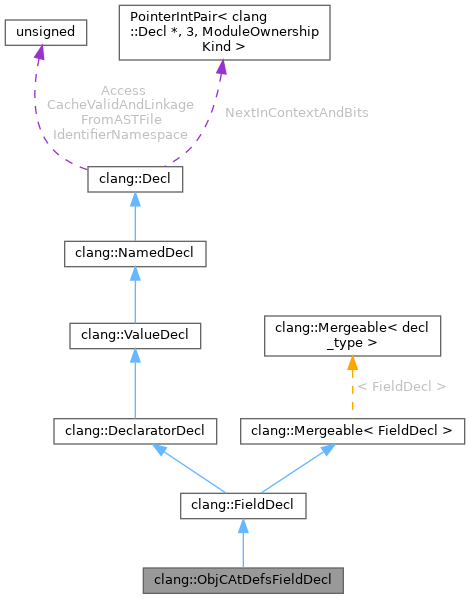 unsigned
PointerIntPair< clang
::Decl *, 3, ModuleOwnership
Kind >
Access
CacheValidAndLinkage
FromASTFile
IdentifierNamespace
NextInContextAndBits
clang::Decl
clang::NamedDecl
clang::ValueDecl
clang::Mergeable< decl
_type >
< FieldDecl >
clang::DeclaratorDecl
clang::Mergeable< FieldDecl >
clang::FieldDecl
clang::ObjCAtDefsFieldDecl